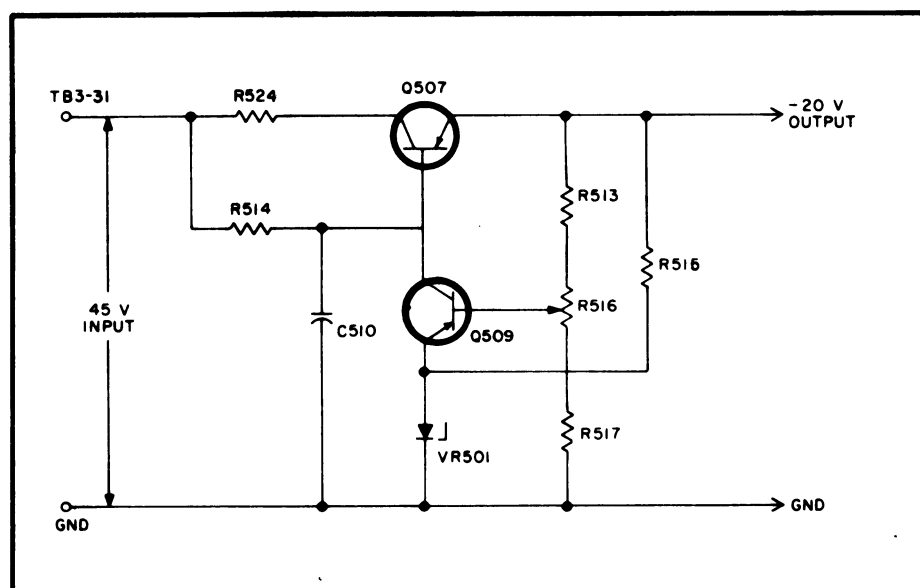 TB3-31
R524
Q507
-20 V
OUTPUT
R513
R514
R515
R516
45 V
INPUT
C510
Q509
R517
VR501
GND
GND